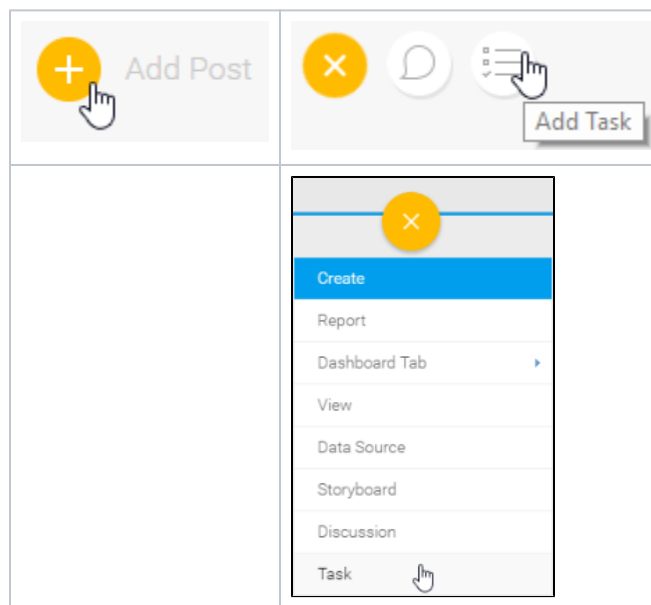 Add Post
Add Task
Create
Report
Dashboard Tab
View
Data Source
Storyboard
Discussion
Task